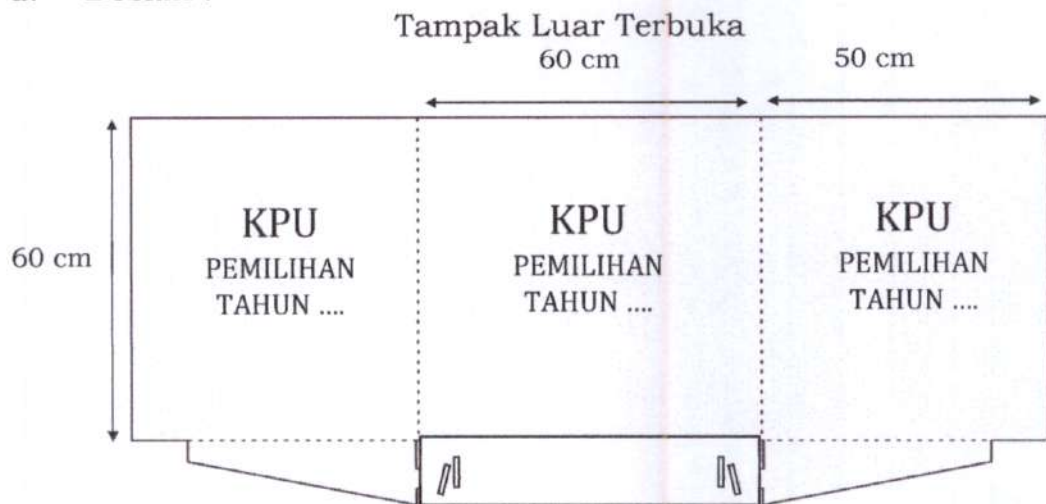 Tampak Luar Terbuka
60 cm
50 cm
KPU
PEMILIHAN
TAHUN ....
KPU
PEMILIHAN
TAHUN ....
KPU
PEMILIHAN
TAHUN ....
60 cm